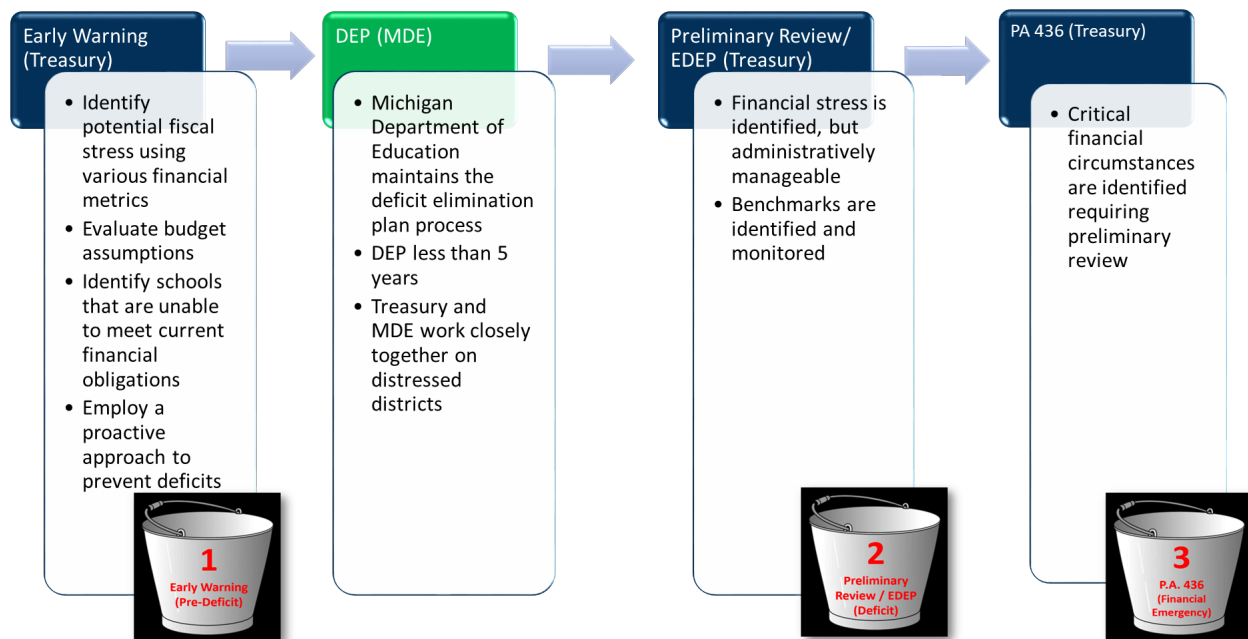 Early Warning
(Treasury)
• Identify
potential fiscal
stress using
various financial
metrics
• Evaluate budget
assumptions
• Identify schools
that are unable
to meet current
financial
obligations
• Employ a
proactive
approach to
prevent deficits
1
Early Warning
(Pre-Deficit)
DEP (MDE)
• Michigan
Department of
Education
maintains the
deficit elimination
plan process
• DEP less than 5
years
• Treasury and
MDE work closely
together on
distressed
districts
Preliminary Review/
EDEP (Treasury)
• Financial stress is
identified, but
administratively
manageable
• Benchmarks are
identified and
monitored
2
Preliminary
Review / EDEP
(Deficit)
PA 436 (Treasury)
• Critical
financial
circumstances
are identified
requiring
preliminary
review
3
P.A. 436
(Financial
Emergency)